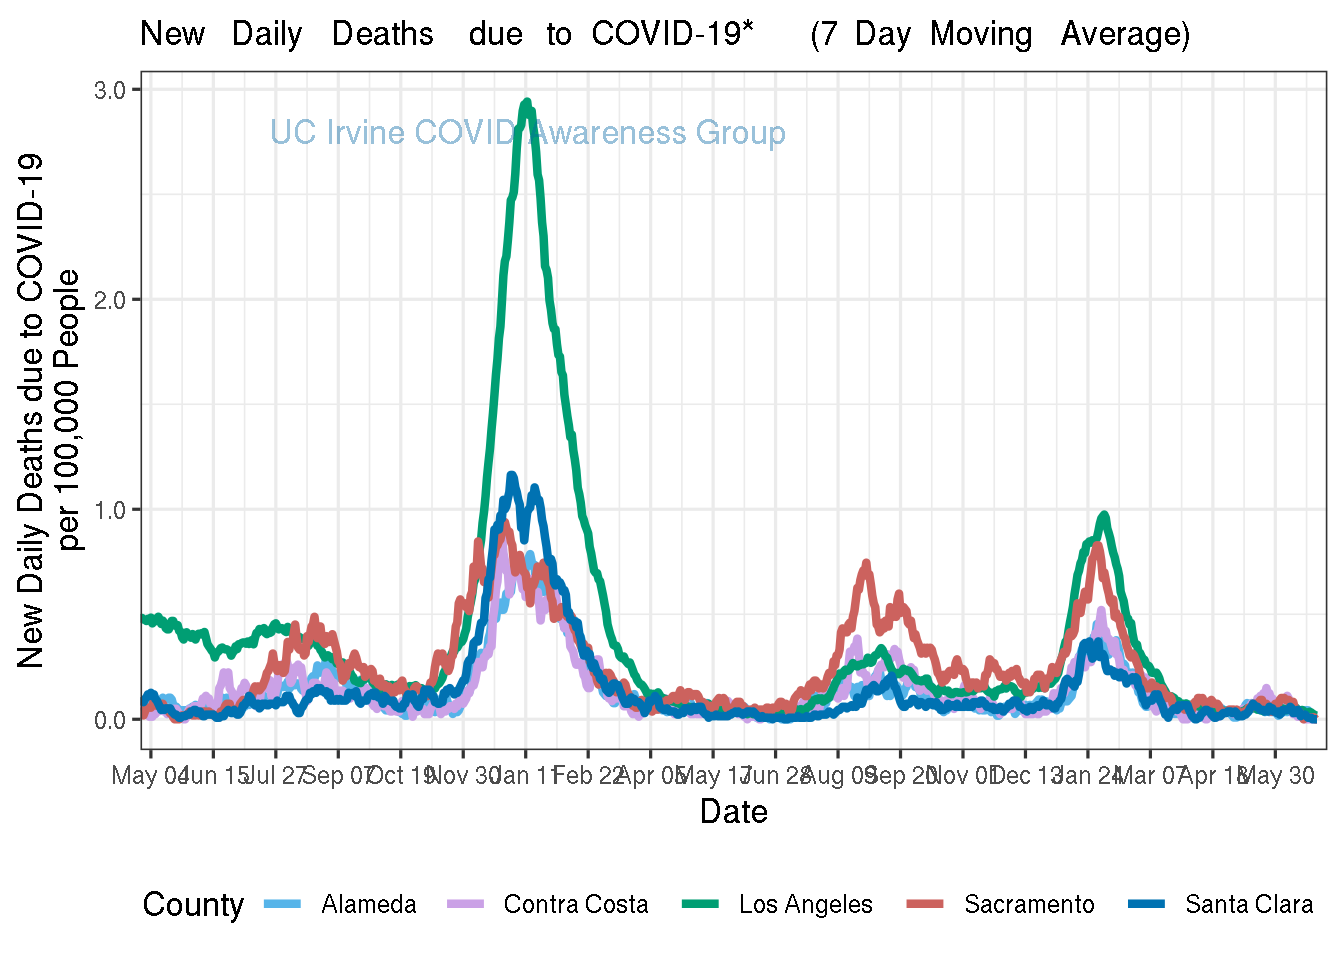 New Daily Deaths due to COVID-19* (7 Day Moving Average)
UC Irvine COVID Awareness Group
New Daily Deaths due to COVID-19
per 100,000 People
3.0
2.0
1.0
0.0
May 04 Jun 15 Jul 27 Sep 07 Oct 19 Nov 30 Jan 11 Feb 22 Apr 05 May 17 Jun 28 Aug 09 Sep 20 Nov 01 Dec 13 Jan 24 Mar 07 Apr 18 May 30
Date
County Alameda Contra Costa Los Angeles Sacramento Santa Clara